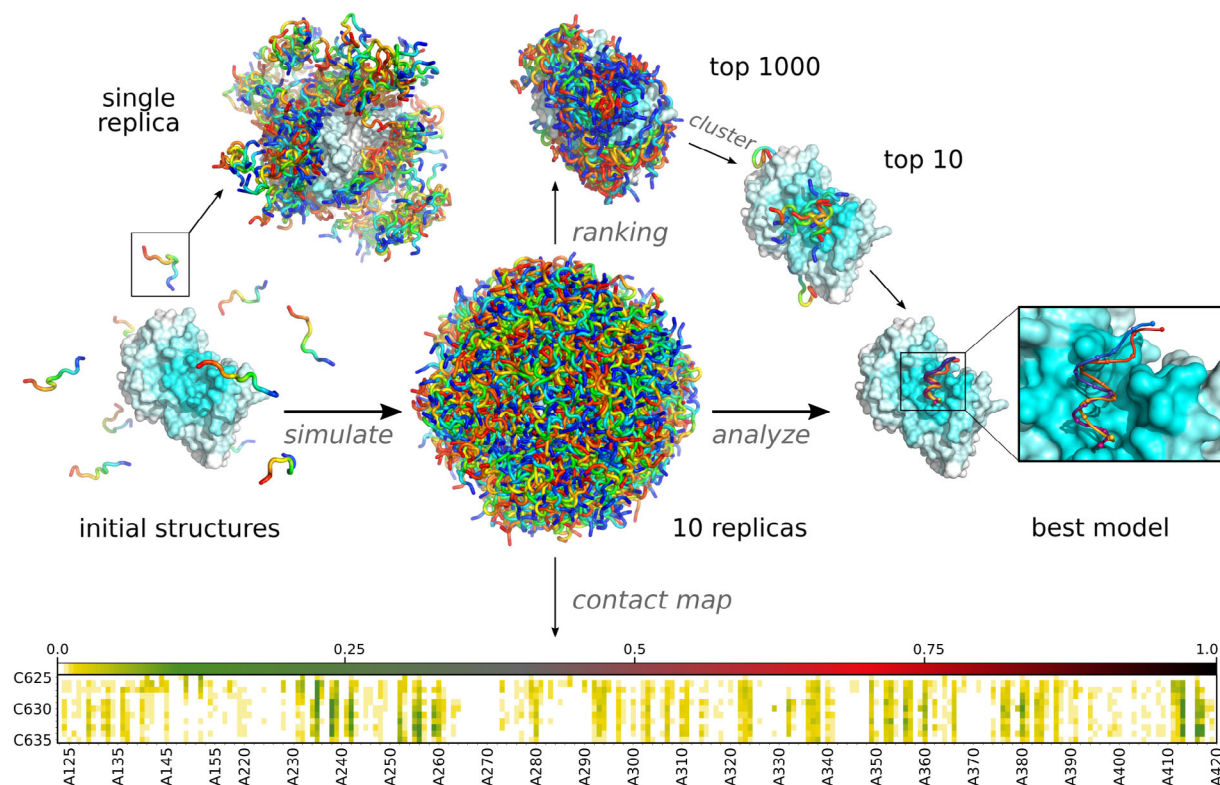 single
replica
top 1000
cluster
top 10
ranking
simulate
analyze
initial structures
10 replicas
best model
contact map
0.0 0.25 0.5 0.75 1.0
C625
C630
C635
A125 A135 A145 A155 A220 A230 A240 A250 A260 A270 A280 A290 A300 A310 A320 A330 A340 A350 A360 A370 A380 A390 A400 A410 A420